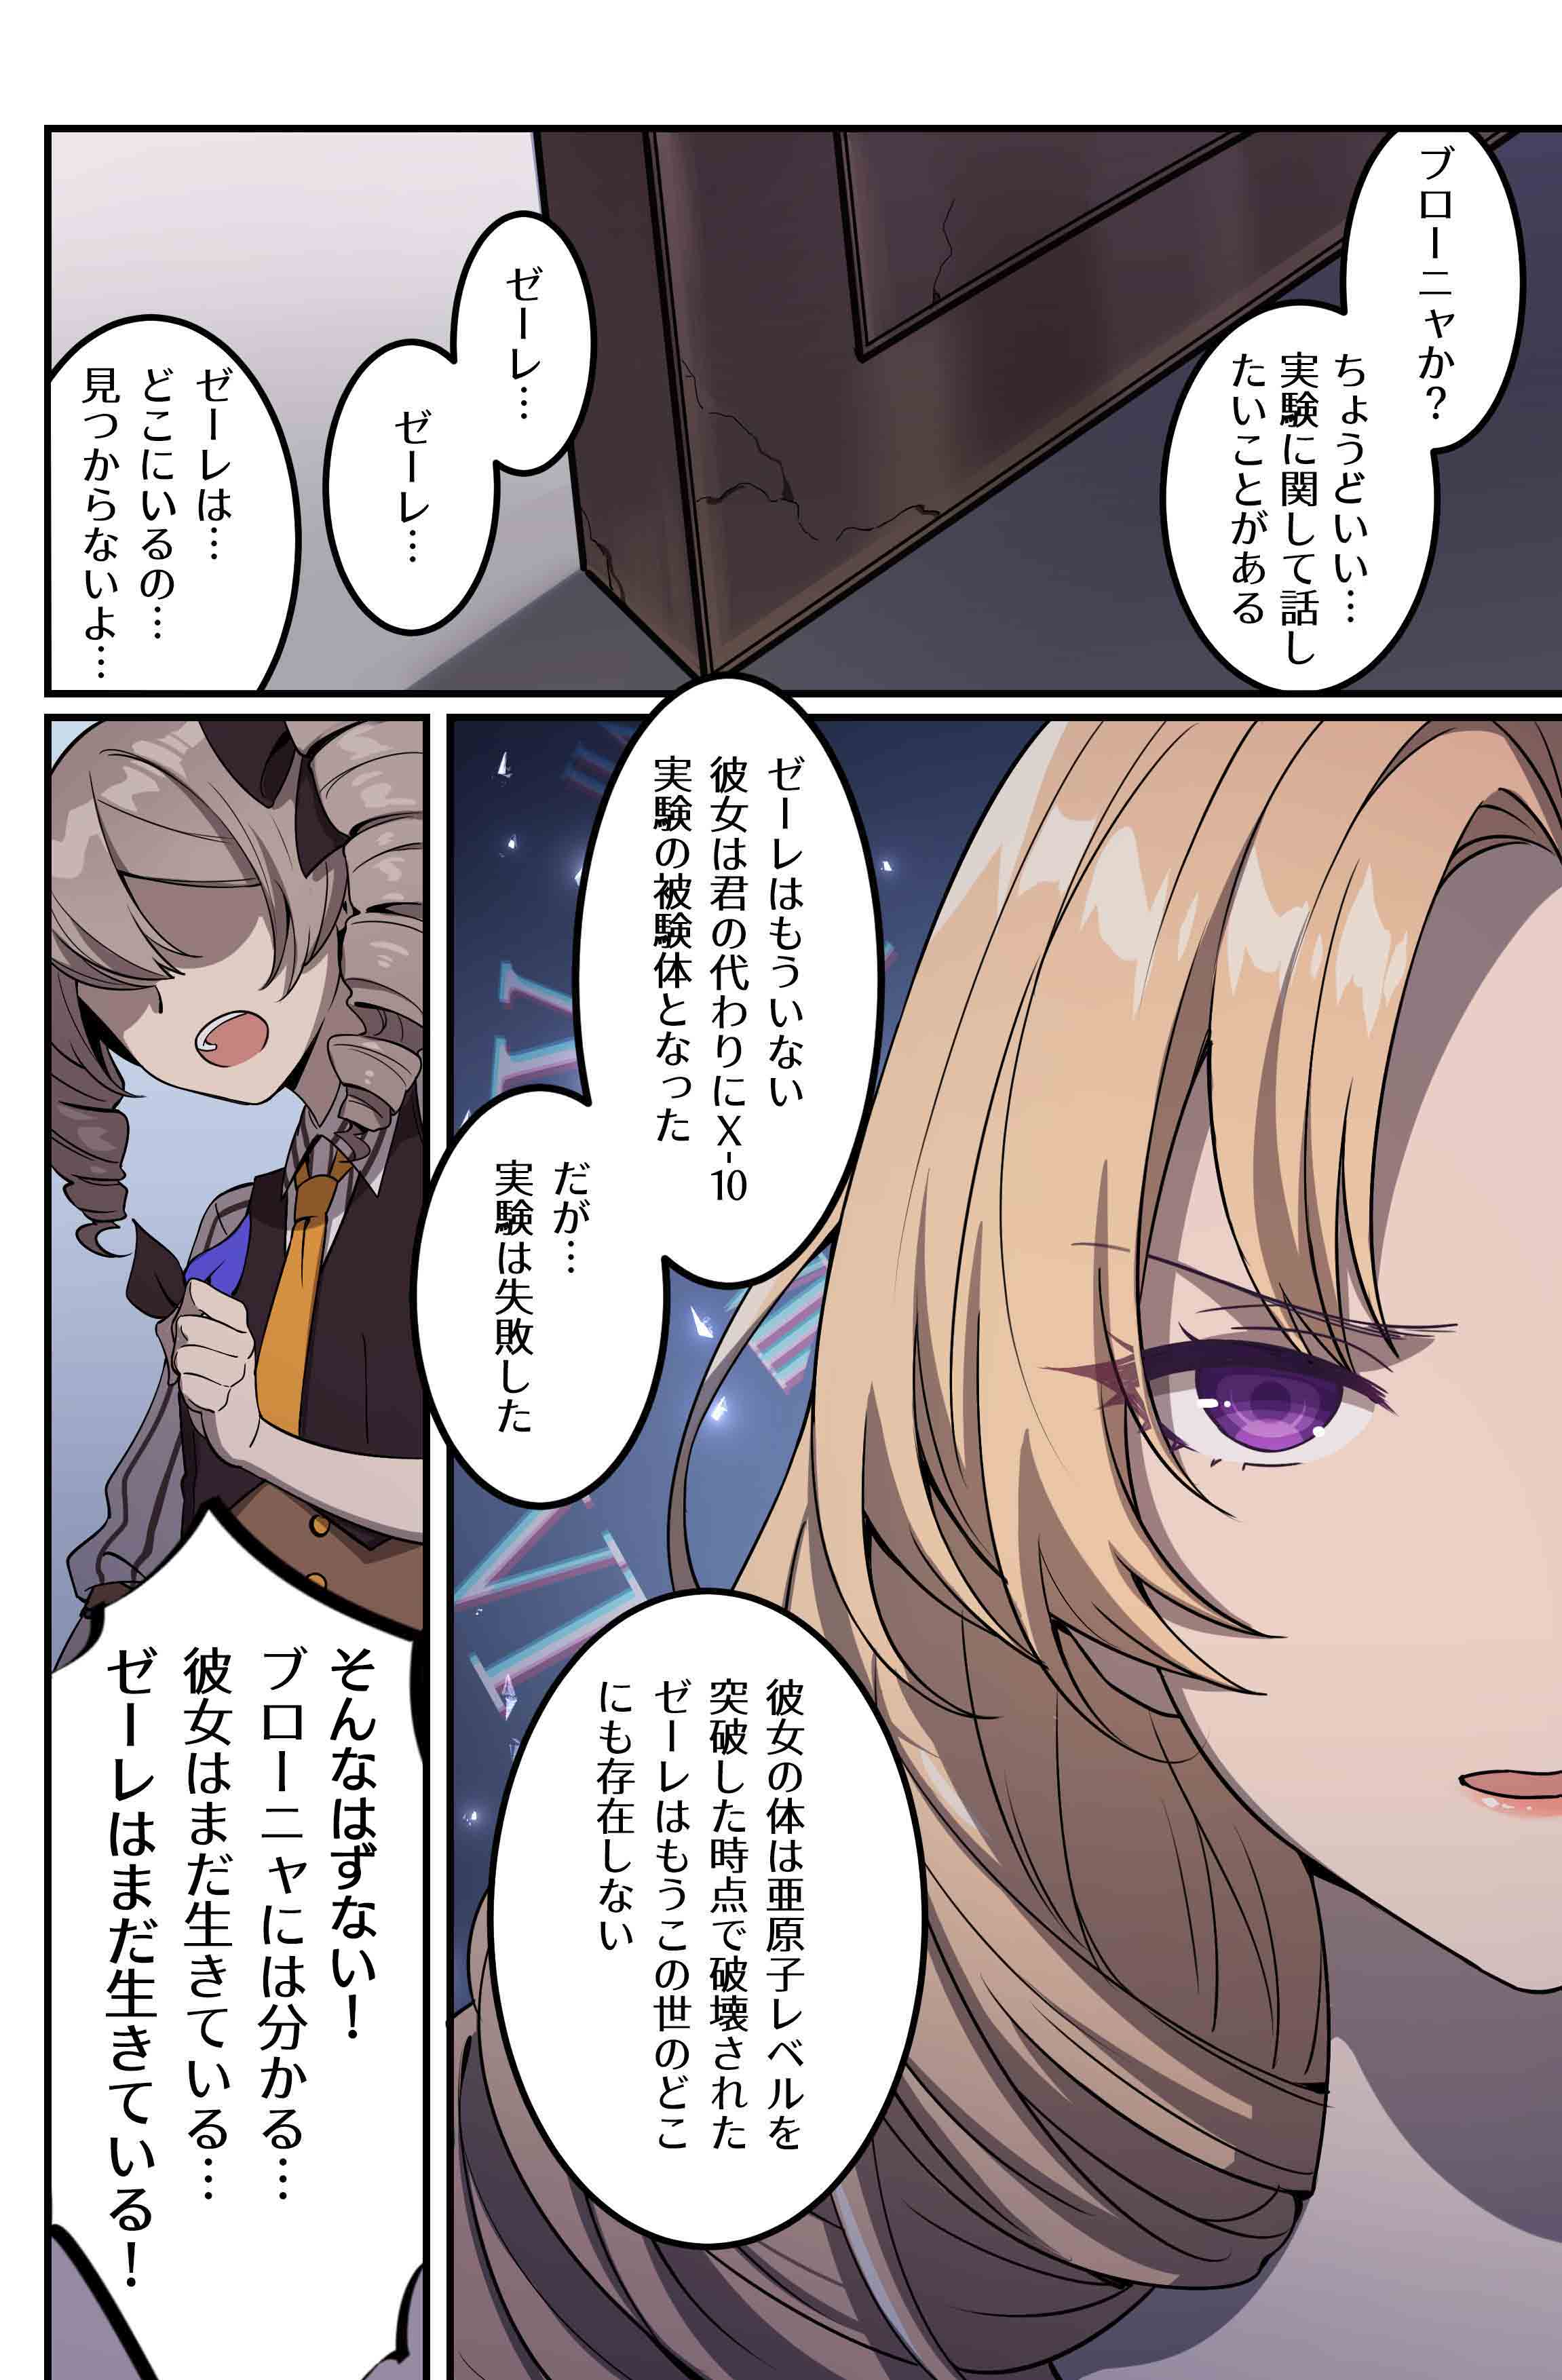 ブローニャか?
ちょうどいい…
実験に関して話し
たいことがある
ゼーレ…
ゼーレ…
ゼーレは…
どこにいるの…
見つからないよ…
ゼーレはもういない
彼女は君の代わりにX-10
実験の被験体となった
だが…
実験は失敗した
彼女の体は亜原子レベルを
突破した時点で破壊された
ゼーレはもうこの世のどこ
にも存在しない
そんなはずない!
ブローニャには分かる…
彼女はまだ生きている…
ゼーレはまだ生きている!